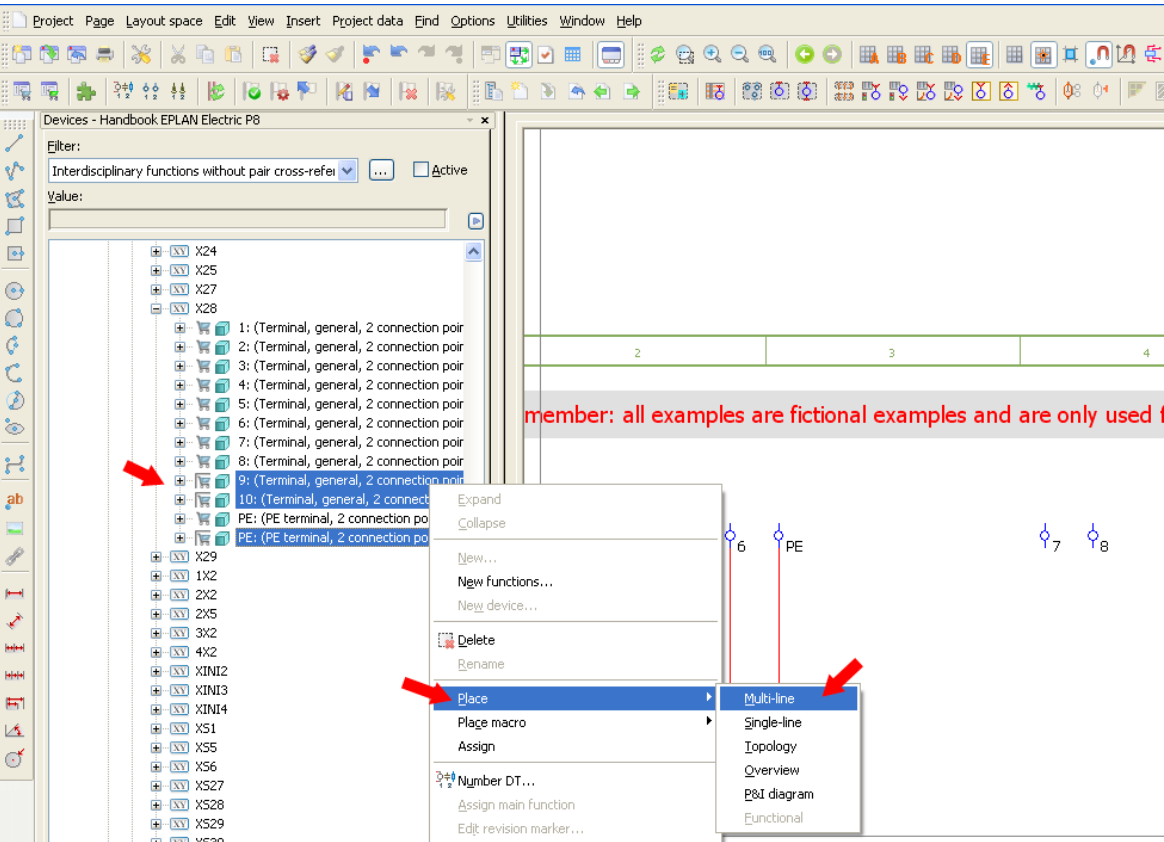 Project Page Layout space Edit View Insert Project data Find Options Utilities Window Help
Devices - Handbook EPLAN Electric P8
Filter:
Interdisciplinary functions without pair cross-refer
...
Active
Value:
X24
X25
X27
X28
1: (Terminal, general, 2 connection poir
2: (Terminal, general, 2 connection poir
3: (Terminal, general, 2 connection poir
4: (Terminal, general, 2 connection poir
5: (Terminal, general, 2 connection poir
6: (Terminal, general, 2 connection poir
7: (Terminal, general, 2 connection poir
8: (Terminal, general, 2 connection poir
9: (Terminal, general, 2 connection poir
10: (Terminal, general, 2 connect
PE: (PE terminal, 2 connection po
PE: (PE terminal, 2 connection po
X29
1X2
2X2
2X5
3X2
4X2
XINI2
XINI3
XINI4
XS1
XS5
XS6
XS27
XS28
XS29
Expand
Collapse
New...
New functions...
New device...
Delete
Rename
Place
Place macro
Assign
Number DT...
Assign main function
Edit revision marker...
Multi-line
Single-line
Topology
Overview
P&I diagram
Functional
2 3 4
member: all examples are fictional examples and are only used f
6 PE 7 8
ab